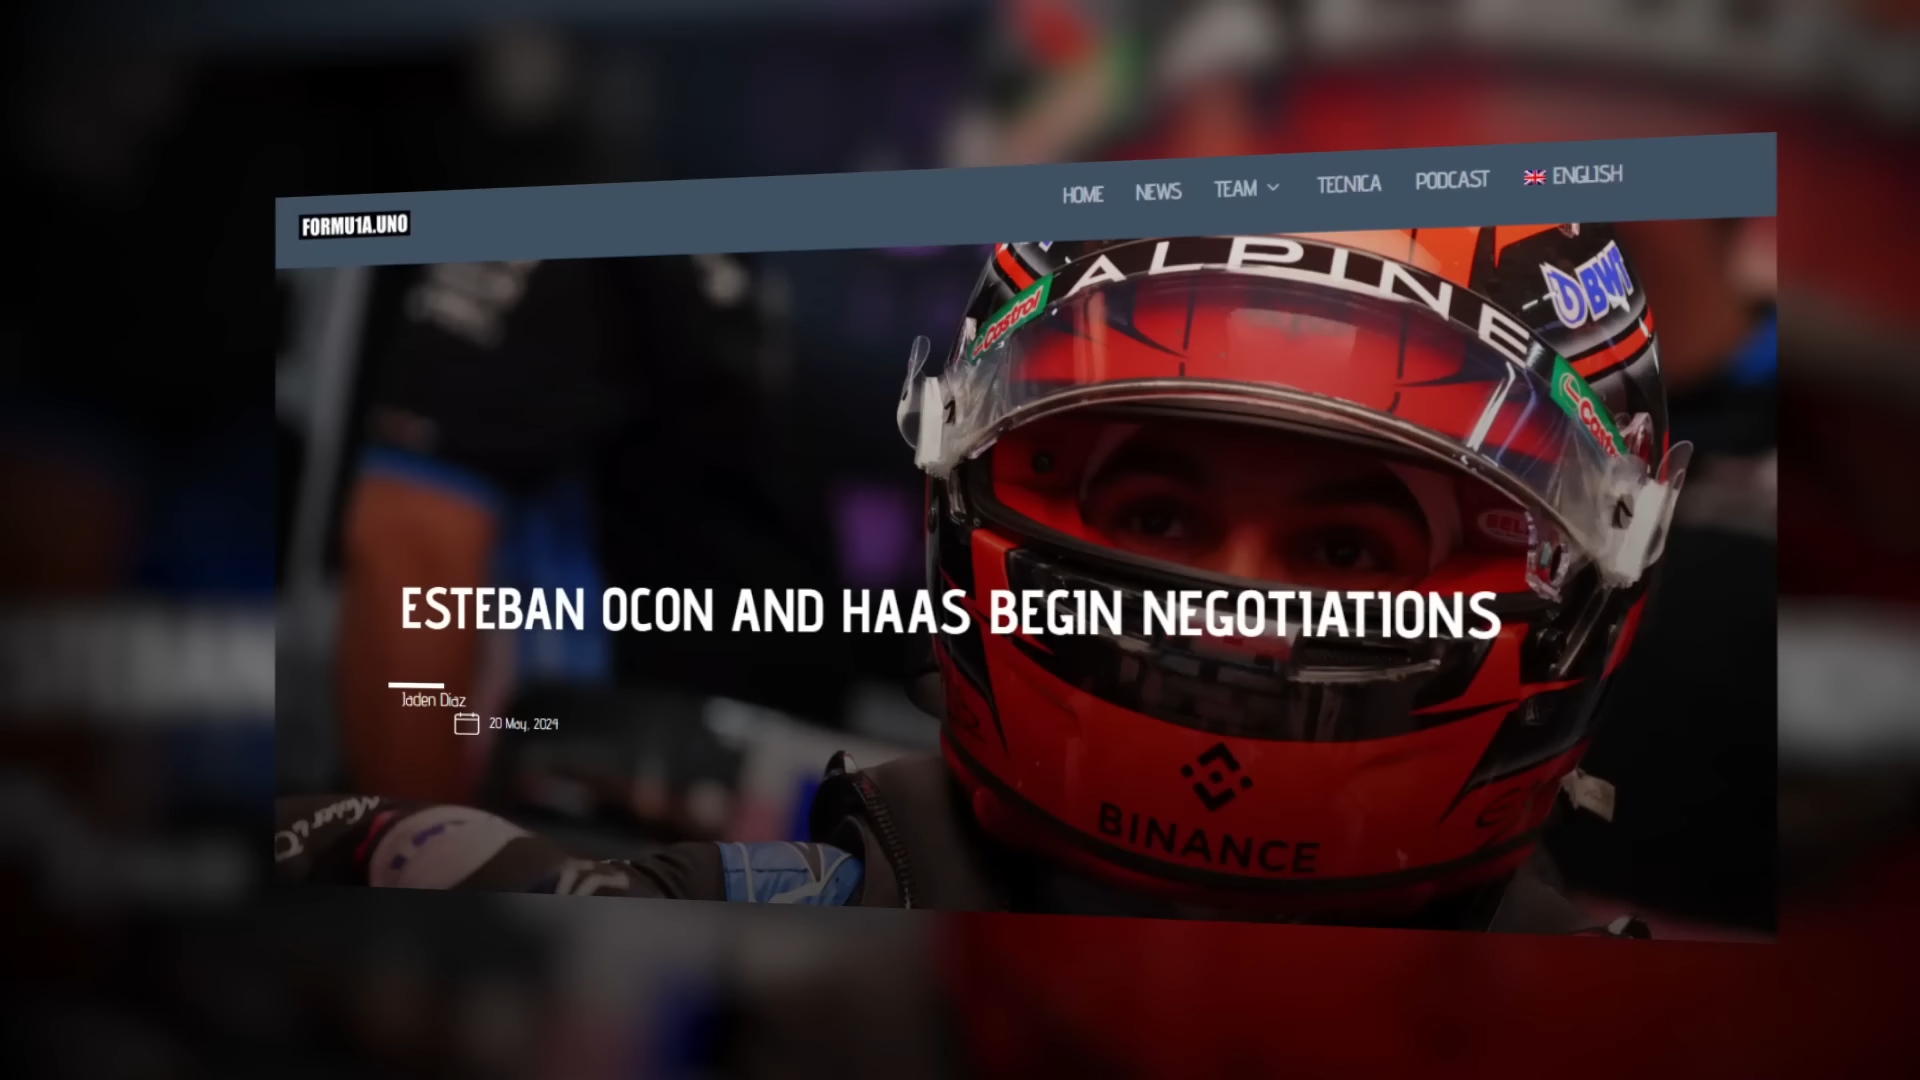 FORMU1A.UNO
HOME NEWS TEAM TECNICA PODCAST ENGLISH
ALPINE
Castrol
BWT
BELL
ESTEBAN OCON AND HAAS BEGIN NEGOTIATIONS
Jaden Diaz
20 May, 2024
BINANCE